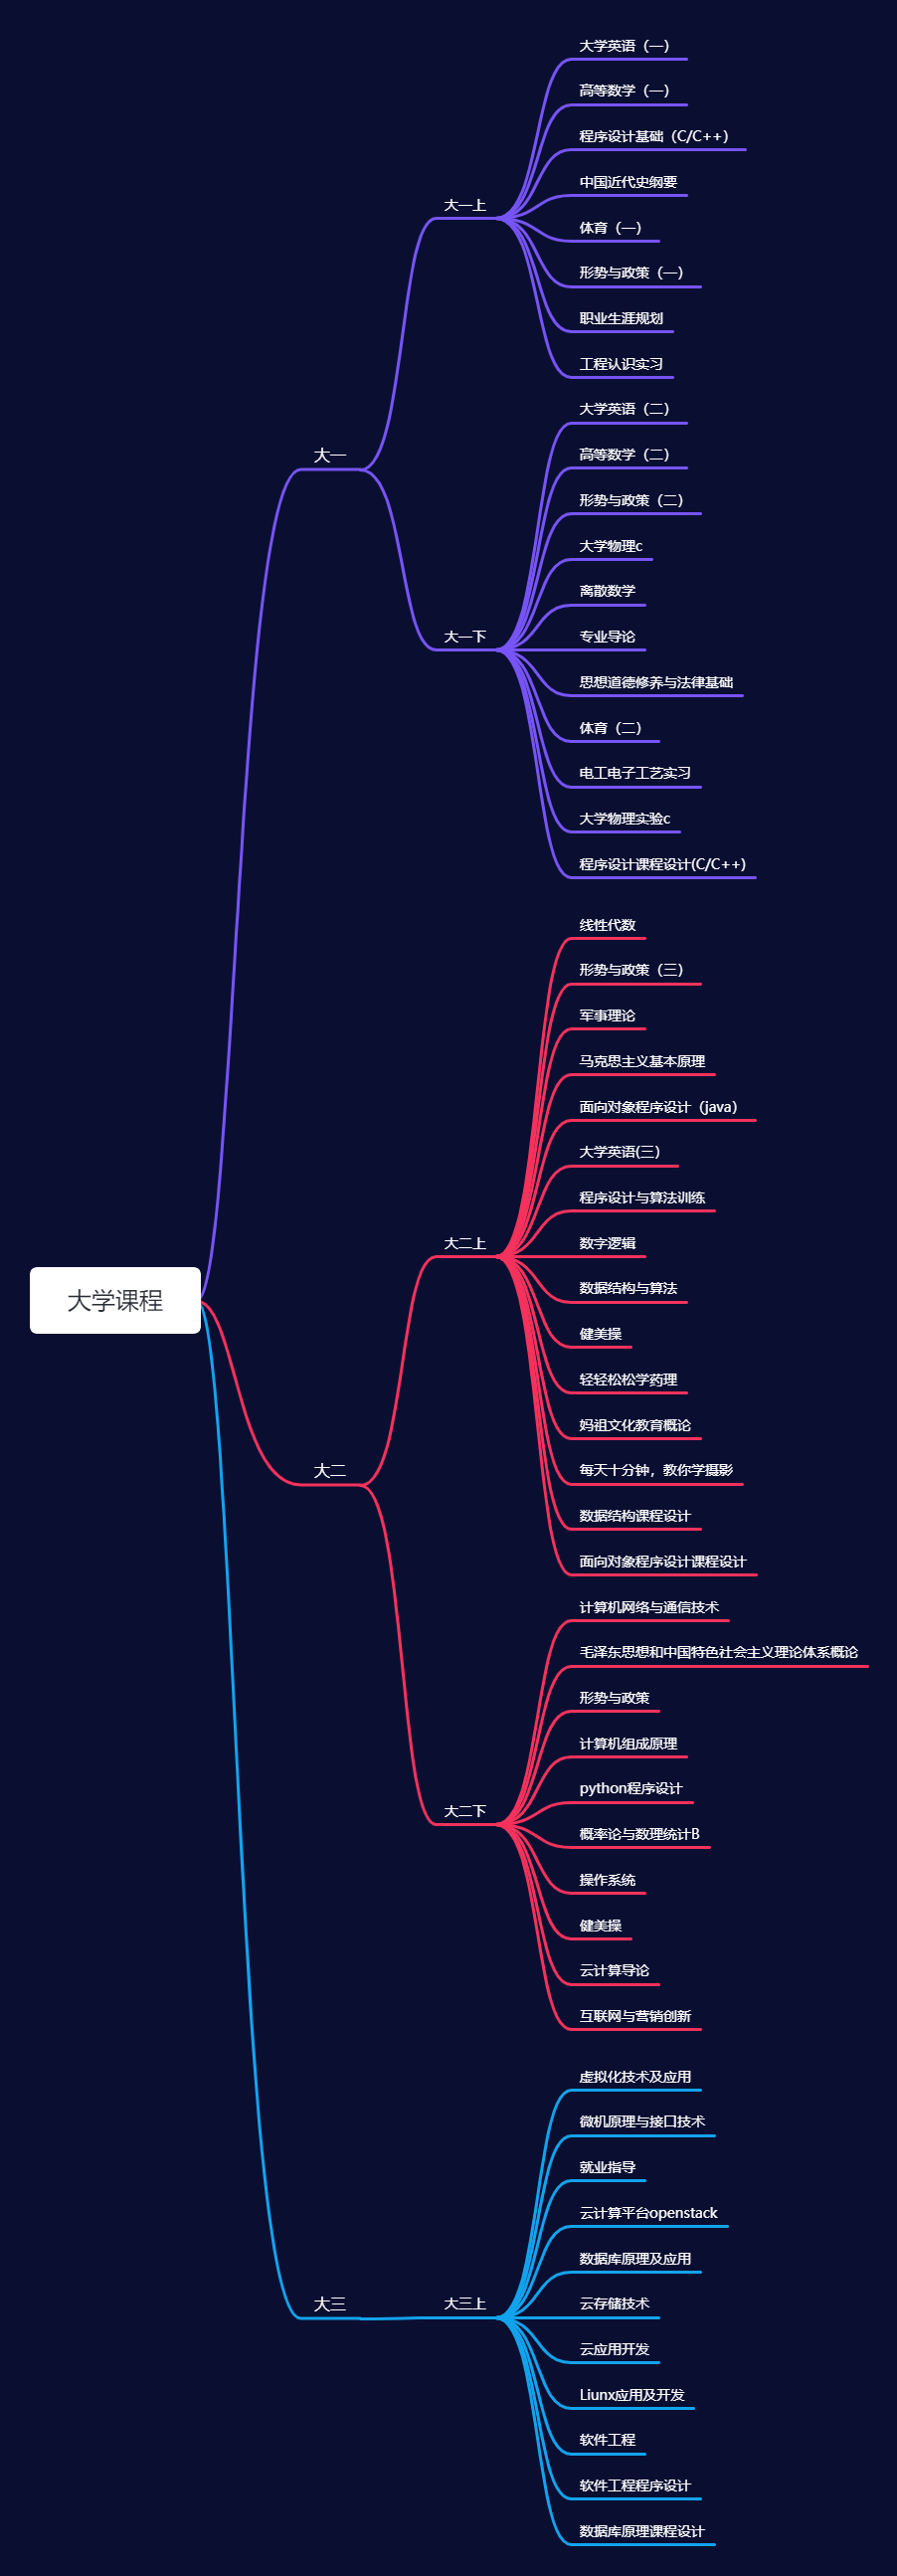 大学课程
大一
大一上
大学英语（一）
高等数学（一）
程序设计基础（C/C++）
中国近代史纲要
体育（一）
形势与政策（一）
职业生涯规划
工程认识实习
大一下
大学英语（二）
高等数学（二）
形势与政策（二）
大学物理c
离散数学
专业导论
思想道德修养与法律基础
体育（二）
电工电子工艺实习
大学物理实验c
程序设计课程设计(C/C++)
大二
大二上
线性代数
形势与政策（三）
军事理论
马克思主义基本原理
面向对象程序设计（java）
大学英语(三）
程序设计与算法训练
数字逻辑
数据结构与算法
健美操
轻轻松松学药理
妈祖文化教育概论
每天十分钟，教你学摄影
数据结构课程设计
面向对象程序设计课程设计
大二下
计算机网络与通信技术
毛泽东思想和中国特色社会主义理论体系概论
形势与政策
计算机组成原理
python程序设计
概率论与数理统计B
操作系统
健美操
云计算导论
互联网与营销创新
大三
大三上
虚拟化技术及应用
微机原理与接口技术
就业指导
云计算平台openstack
数据库原理及应用
云存储技术
云应用开发
Liunx应用及开发
软件工程
软件工程程序设计
数据库原理课程设计